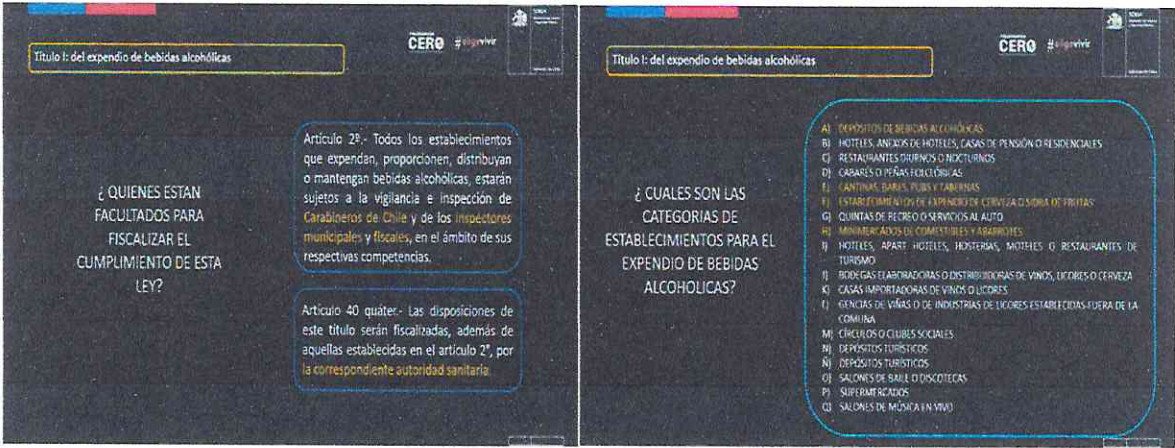 SENDA
CERO #eligevivir
Título I: del expendio de bebidas alcohólicas
¿ QUIENES ESTAN
FACULTADOS PARA
FISCALIZAR EL
CUMPLIMIENTO DE ESTA
LEY?
Artículo 2º.- Todos los establecimientos
que expendan, proporcionen, distribuyan
o mantengan bebidas alcohólicas, estarán
sujetos a la vigilancia e inspección de
Carabineros de Chile y de los inspectores
municipales y fiscales, en el ámbito de sus
respectivas competencias.
Artículo 40 quáter.- Las disposiciones de
este título serán fiscalizadas, además de
aquellas establecidas en el artículo 2°, por
la correspondiente autoridad sanitaria.
SENDA
CERO #eligevivir
Título I: del expendio de bebidas alcohólicas
¿ CUALES SON LAS
CATEGORIAS DE
ESTABLECIMIENTOS PARA EL
EXPENDIO DE BEBIDAS
ALCOHOLICAS?
A) DEPÓSITOS DE BEBIDAS ALCOHÓLICAS
B) HOTELES, ANEXOS DE HOTELES, CASAS DE PENSIÓN O RESIDENCIALES
C) RESTAURANTES DIURNOS O NOCTURNOS
D) CABARÉS O PEÑAS FOLCLÓRICAS
E) CANTINAS, BARES, PUBS Y TABERNAS
F) ESTABLECIMIENTOS DE EXPENDIO DE CERVEZA O SIDRA DE FRUTAS
G) QUINTAS DE RECREO O SERVICIOS AL AUTO
H) MINIMERCADOS DE COMESTIBLES Y ABARROTES
I) HOTELES, APART HOTELES, HOSTERÍAS, MOTELES O RESTAURANTES DE
TURISMO
J) BODEGAS ELABORADORAS O DISTRIBUIDORAS DE VINOS, LICORES O CERVEZA
K) CASAS IMPORTADORAS DE VINOS O LICORES
GENCIAS DE VIÑAS O DE INDUSTRIAS DE LICORES ESTABLECIDAS FUERA DE LA
COMUNA
M) CÍRCULOS O CLUBES SOCIALES
N) DEPÓSITOS TURÍSTICOS
Ñ) DEPÓSITOS TURÍSTICOS
O) SALONES DE BAILE O DISCOTECAS
P) SUPERMERCADOS
Q) SALONES DE MÚSICA EN VIVO